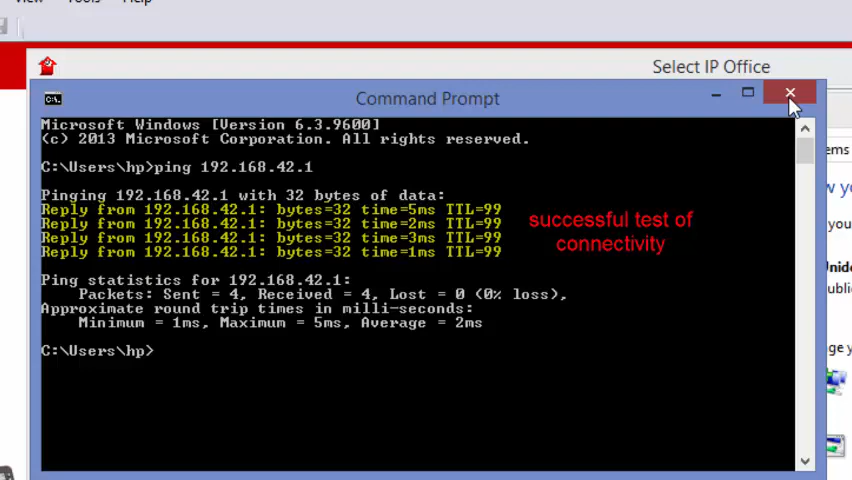 View Tools Help
Select IP Office
Command Prompt
Microsoft Windows [Version 6.3.9600]
(c) 2013 Microsoft Corporation. All rights reserved.
C:\Users\hp>ping 192.168.42.1
Pinging 192.168.42.1 with 32 bytes of data:
Reply from 192.168.42.1: bytes=32 time=5ms TTL=99
Reply from 192.168.42.1: bytes=32 time=2ms TTL=99
Reply from 192.168.42.1: bytes=32 time=3ms TTL=99
Reply from 192.168.42.1: bytes=32 time=1ms TTL=99
successful test of
connectivity
Ping statistics for 192.168.42.1:
Packets: Sent = 4, Received = 4, Lost = 0 (0% loss),
Approximate round trip times in milli-seconds:
Minimum = 1ms, Maximum = 5ms, Average = 2ms
C:\Users\hp>